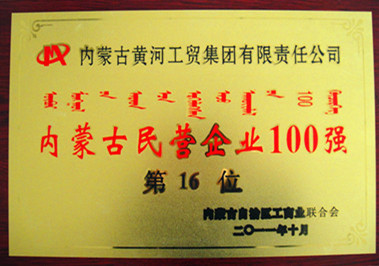 内蒙古黄河工贸集团有限责任公司
100
内蒙古民营企业100强
第 16 位
内蒙古自治区工商业联合会
二〇一一年十月